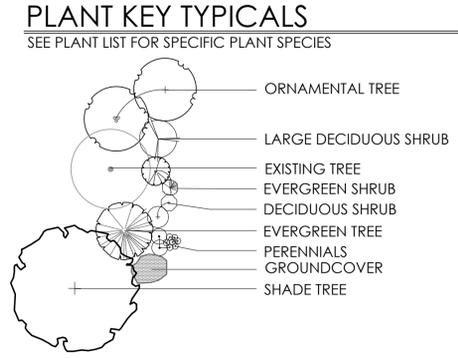 PLANT KEY TYPICALS
SEE PLANT LIST FOR SPECIFIC PLANT SPECIES
ORNAMENTAL TREE
LARGE DECIDUOUS SHRUB
EXISTING TREE
EVERGREEN SHRUB
DECIDUOUS SHRUB
EVERGREEN TREE
PERENNIALS
GROUNDCOVER
SHADE TREE